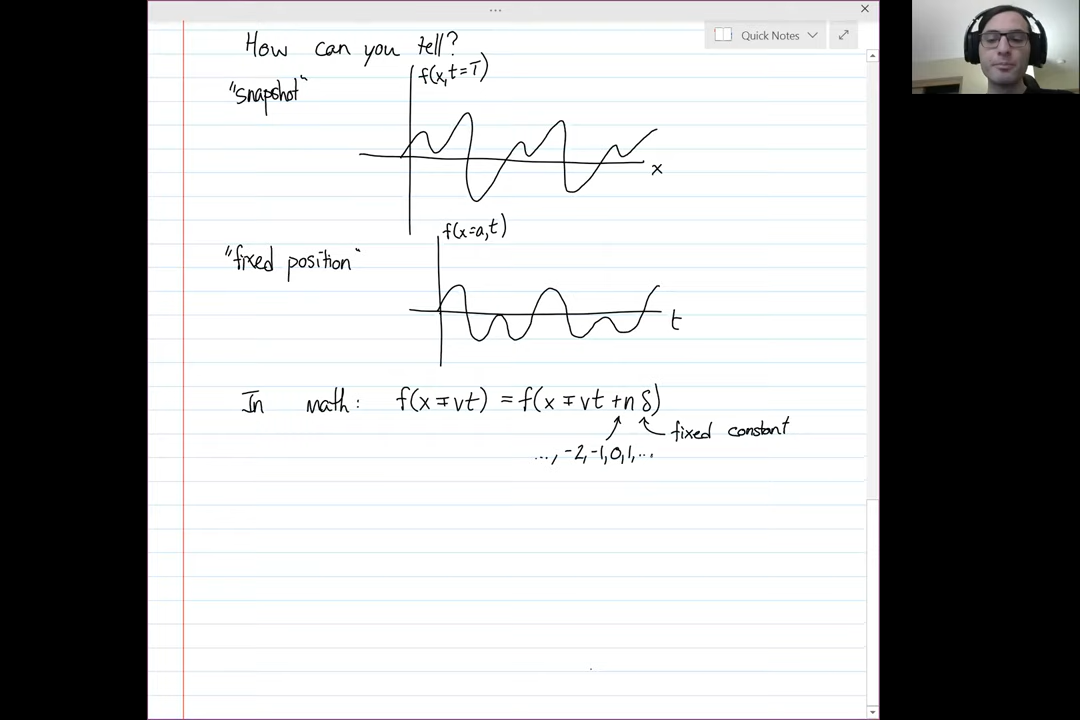 ...
Quick Notes
How can you tell?
f(x,t=T)
"snapshot"
x
f(x=a,t)
"fixed position"
t
In math: f(x∓vt) = f(x∓vt+nδ)
fixed constant
..., -2,-1,0,1,...